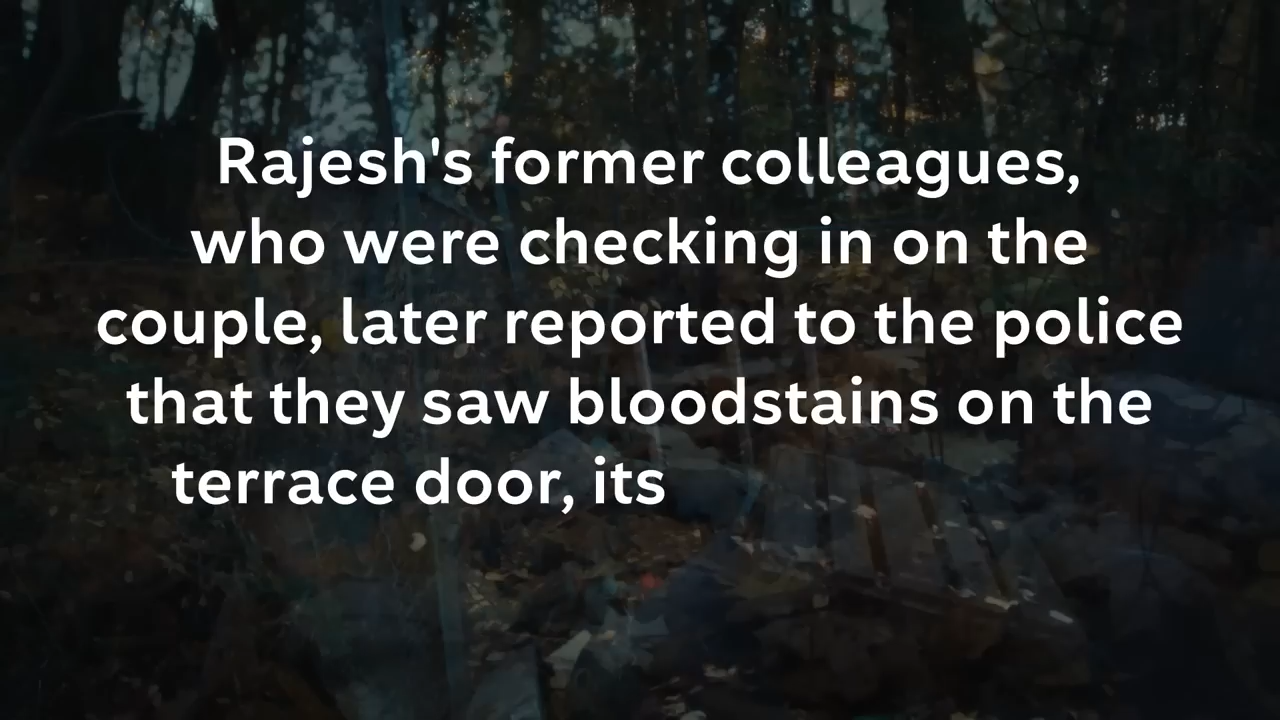 Rajesh's former colleagues,
who were checking in on the
couple, later reported to the police
that they saw bloodstains on the
terrace door, its